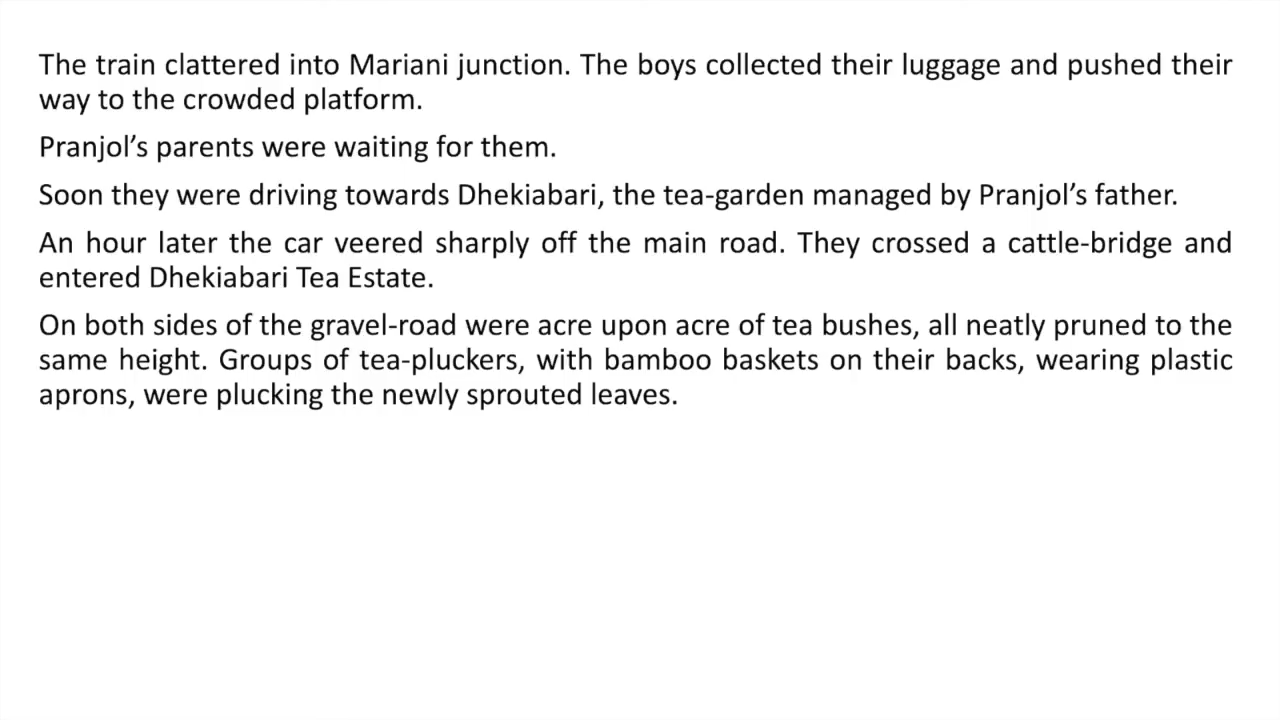 The train clattered into Mariani junction. The boys collected their luggage and pushed their
way to the crowded platform.
Pranjol’s parents were waiting for them.
Soon they were driving towards Dhekiabari, the tea-garden managed by Pranjol’s father.
An hour later the car veered sharply off the main road. They crossed a cattle-bridge and
entered Dhekiabari Tea Estate.
On both sides of the gravel-road were acre upon acre of tea bushes, all neatly pruned to the
same height. Groups of tea-pluckers, with bamboo baskets on their backs, wearing plastic
aprons, were plucking the newly sprouted leaves.